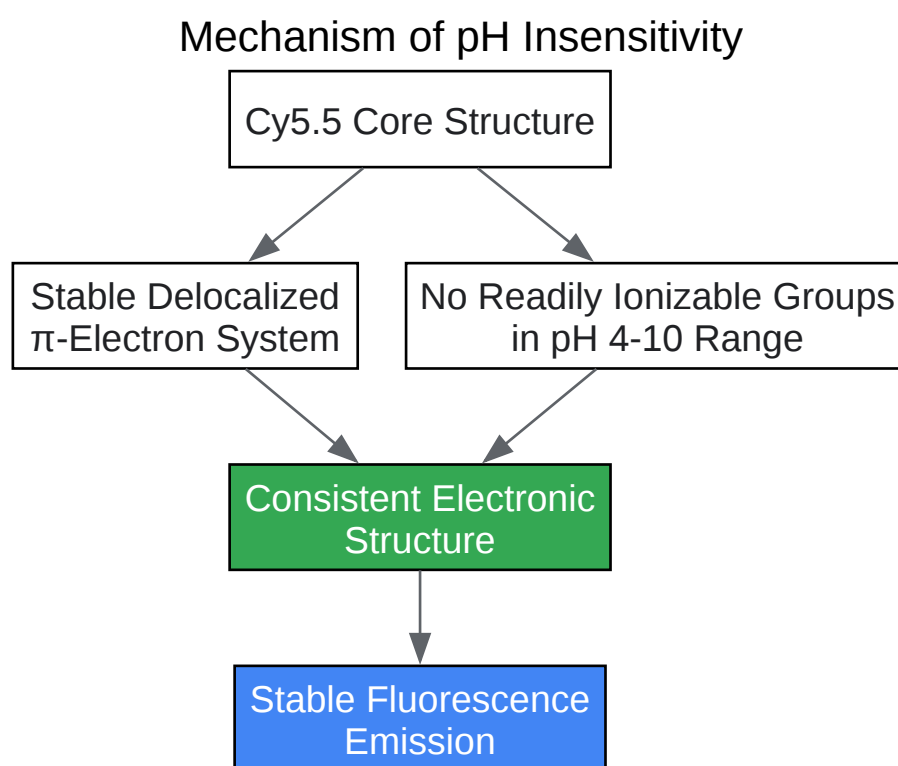 Mechanism of pH Insensitivity
Cy5.5 Core Structure
Stable Delocalized
π-Electron System
No Readily Ionizable Groups
in pH 4-10 Range
Consistent Electronic
Structure
Stable Fluorescence
Emission